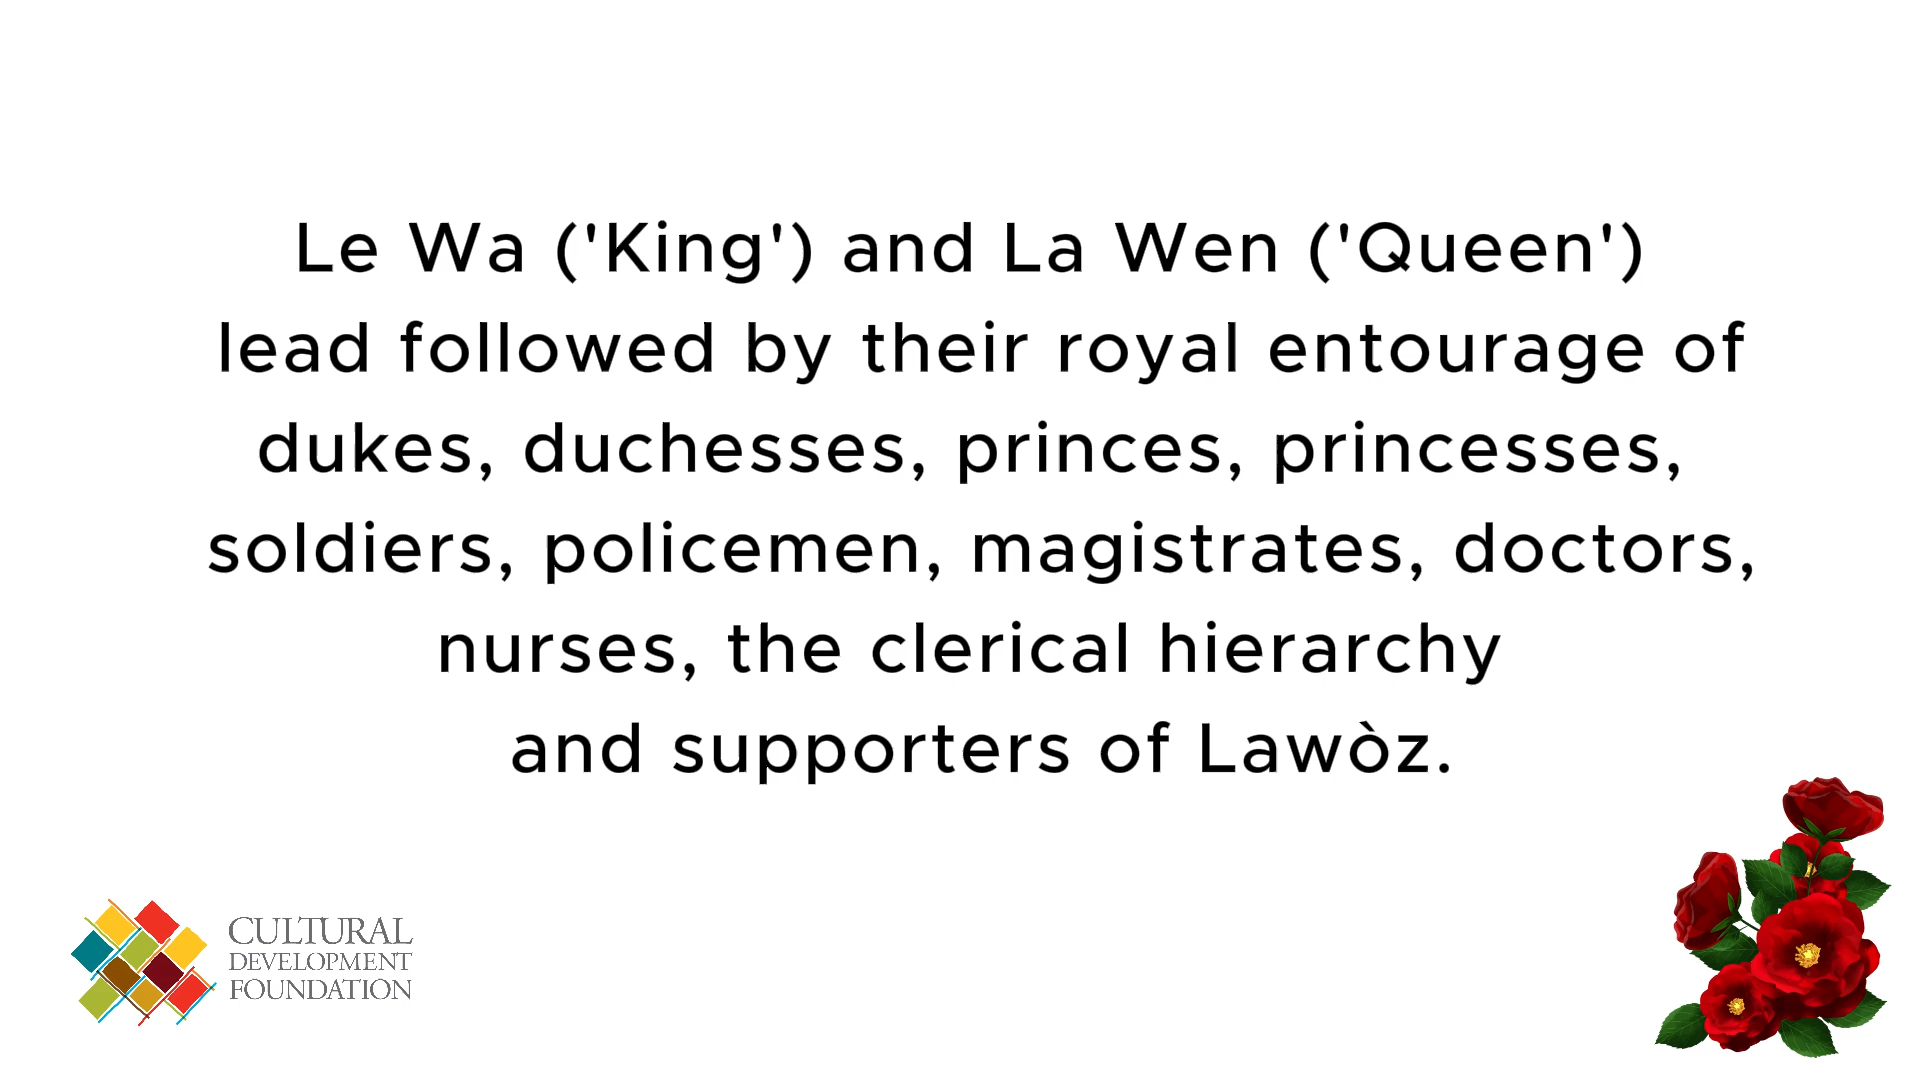 Le Wa ('King') and La Wen ('Queen')
lead followed by their royal entourage of
dukes, duchesses, princes, princesses,
soldiers, policemen, magistrates, doctors,
nurses, the clerical hierarchy
and supporters of Lawòz.
CULTURAL
DEVELOPMENT
FOUNDATION